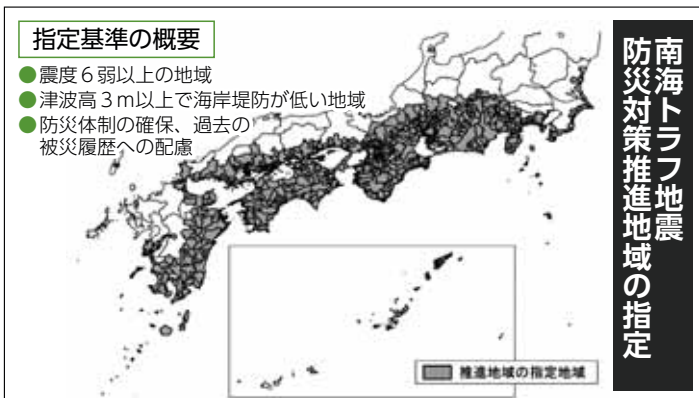 南海トラフ地震
防災対策推進地域の指定
指定基準の概要
●震度6弱以上の地域
●津波高3m以上で海岸堤防が低い地域
●防災体制の確保、過去の
被災履歴への配慮
推進地域の指定地域